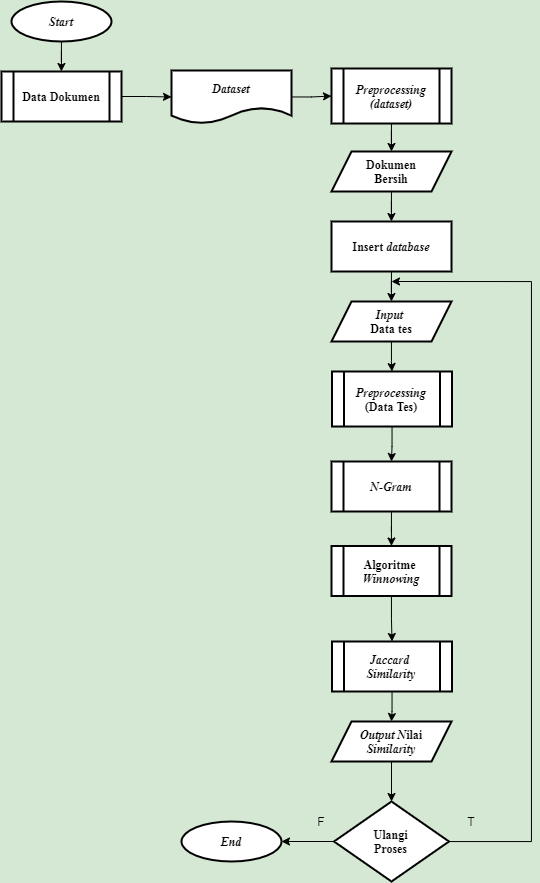 Start
Data Dokumen
Dataset
Preprocessing
(dataset)
Dokumen
Bersih
Insert database
Input
Data tes
Preprocessing
(Data Tes)
N-Gram
Algoritme
Winnowing
Jaccard
Similarity
Output Nilai
Similarity
F
T
Ulangi
Proses
End